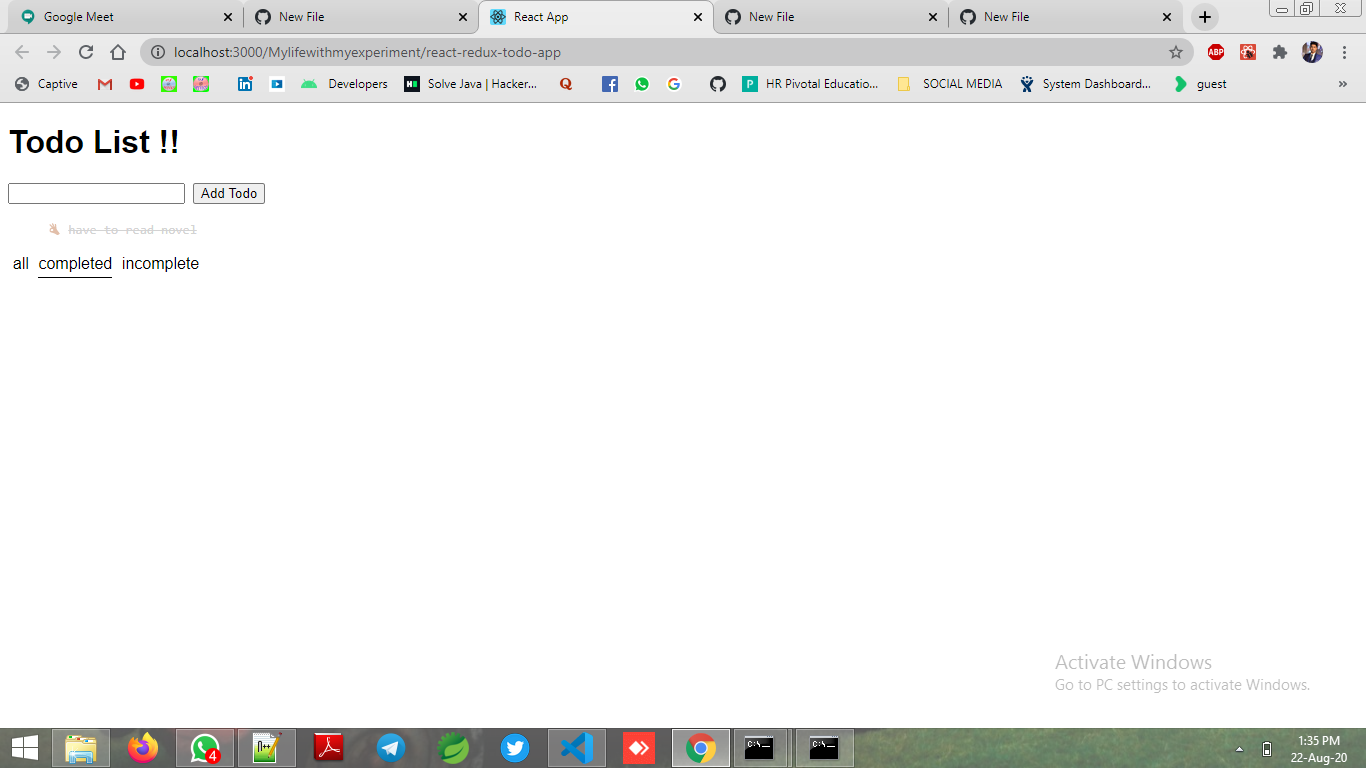 Google Meet New File React App New File New File
localhost:3000/Mylifewithmyexperiment/react-redux-todo-app ABP
Captive Developers Solve Java | Hacker... HR Pivotal Educatio... SOCIAL MEDIA System Dashboard... guest »
Todo List !!
Add Todo
👌 have to read novel
all completed incomplete
Activate Windows
Go to PC settings to activate Windows.
4
1:35 PM
22-Aug-20